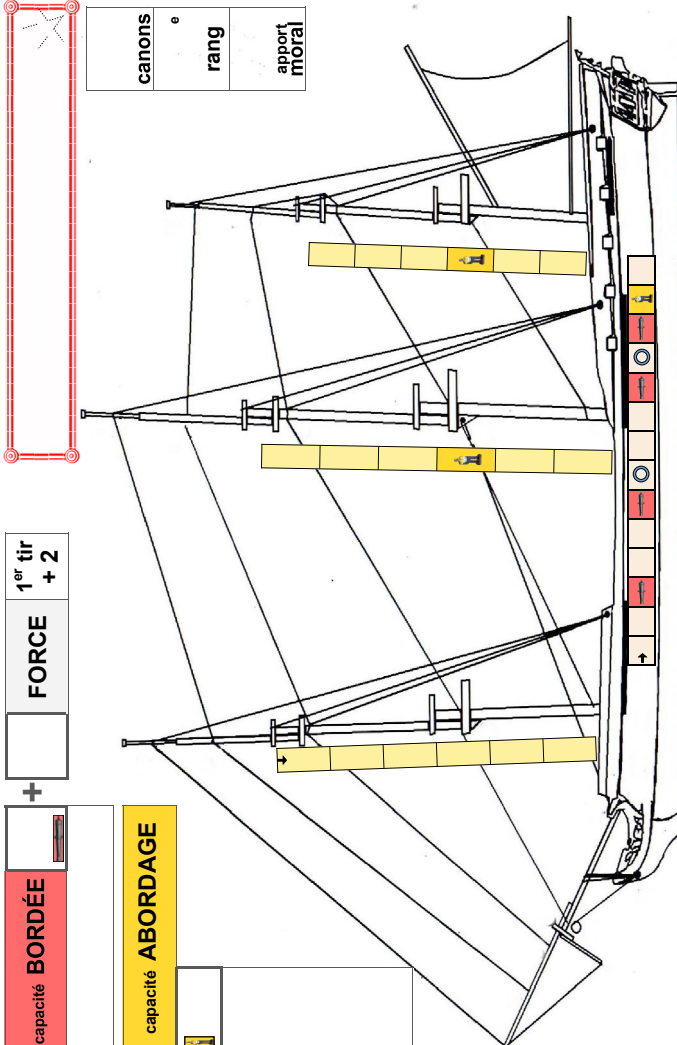 canons
e
rang
apport
moral
1er tir
+ 2
FORCE
+
capacité BORDÉE
capacité ABORDAGE